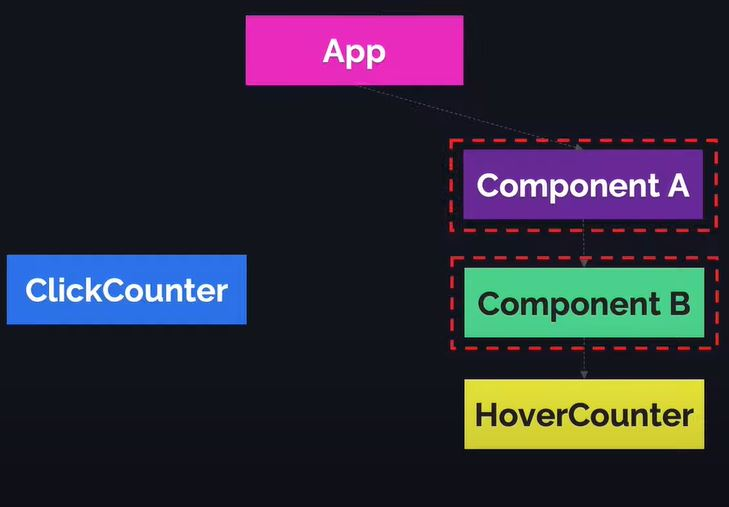 App
Component A
ClickCounter
Component B
HoverCounter